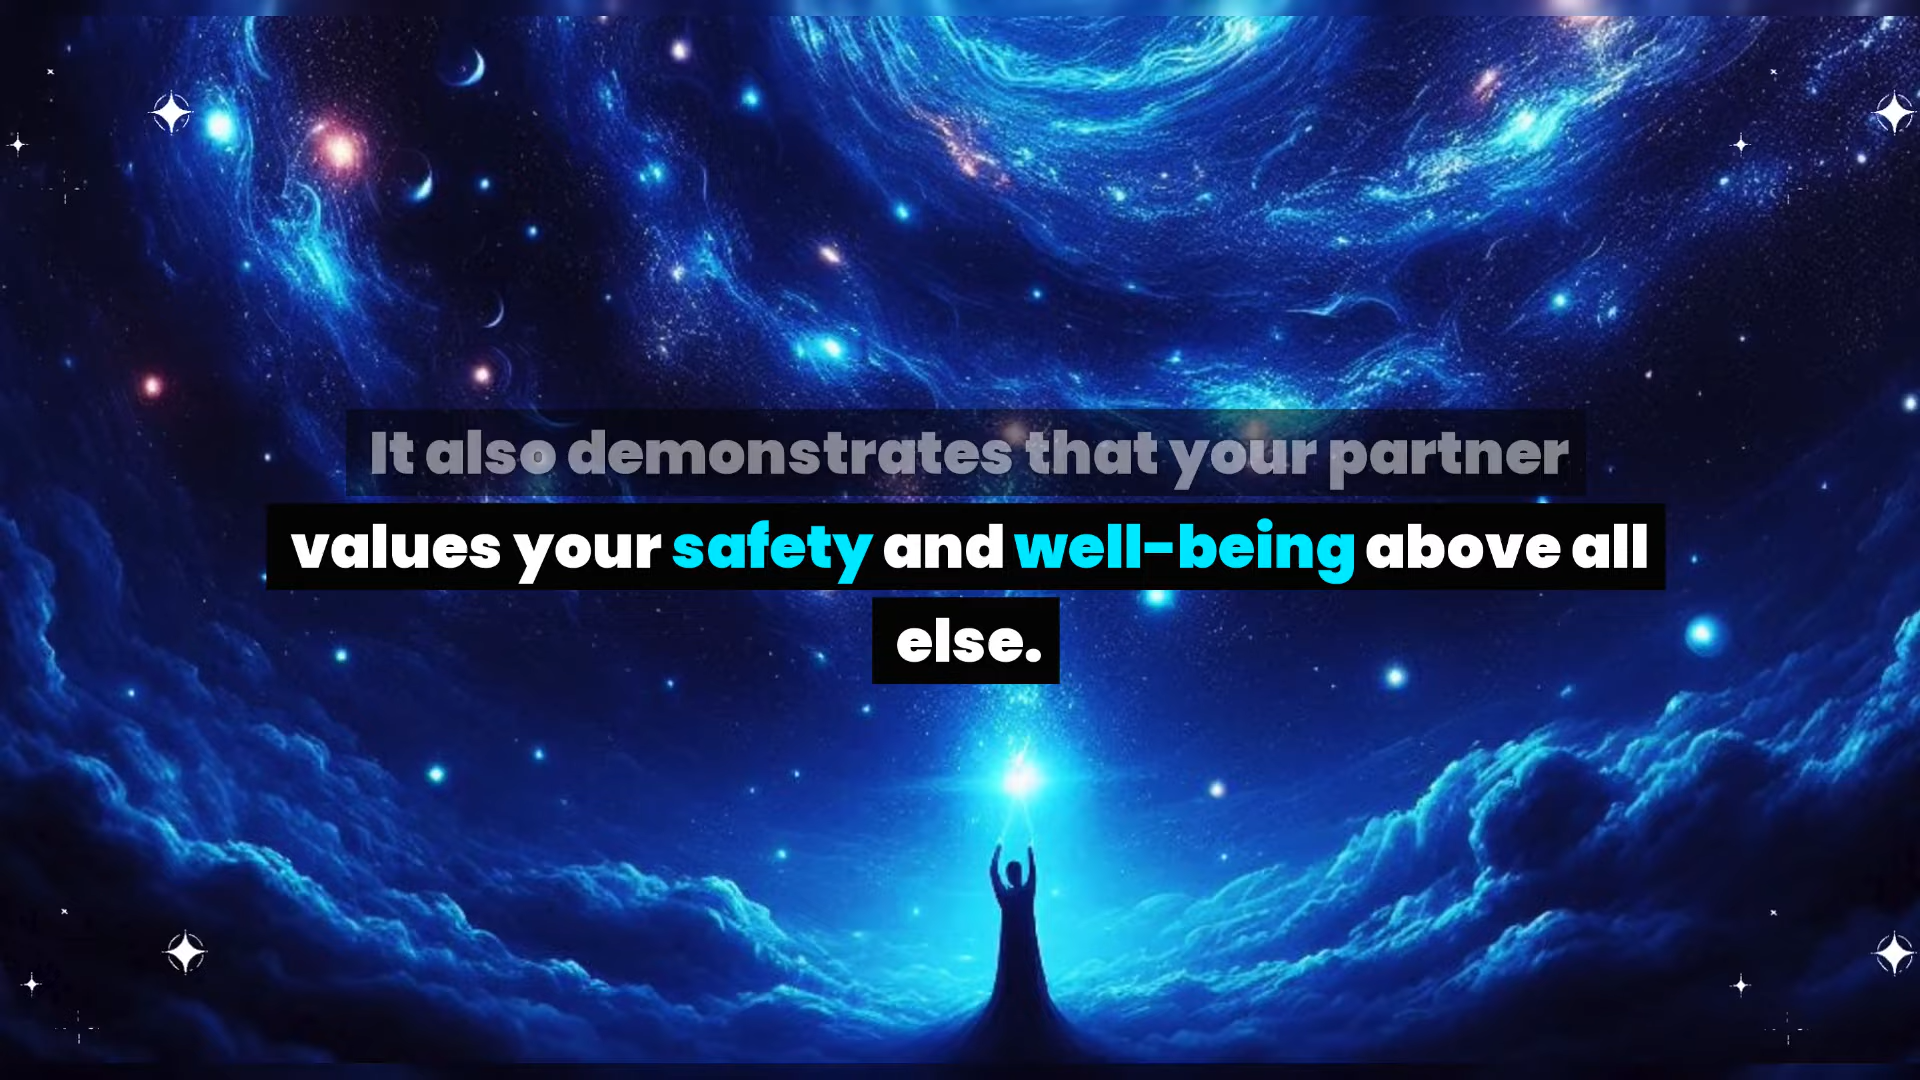 It also demonstrates that your partner
values your safety and well-being above all
else.